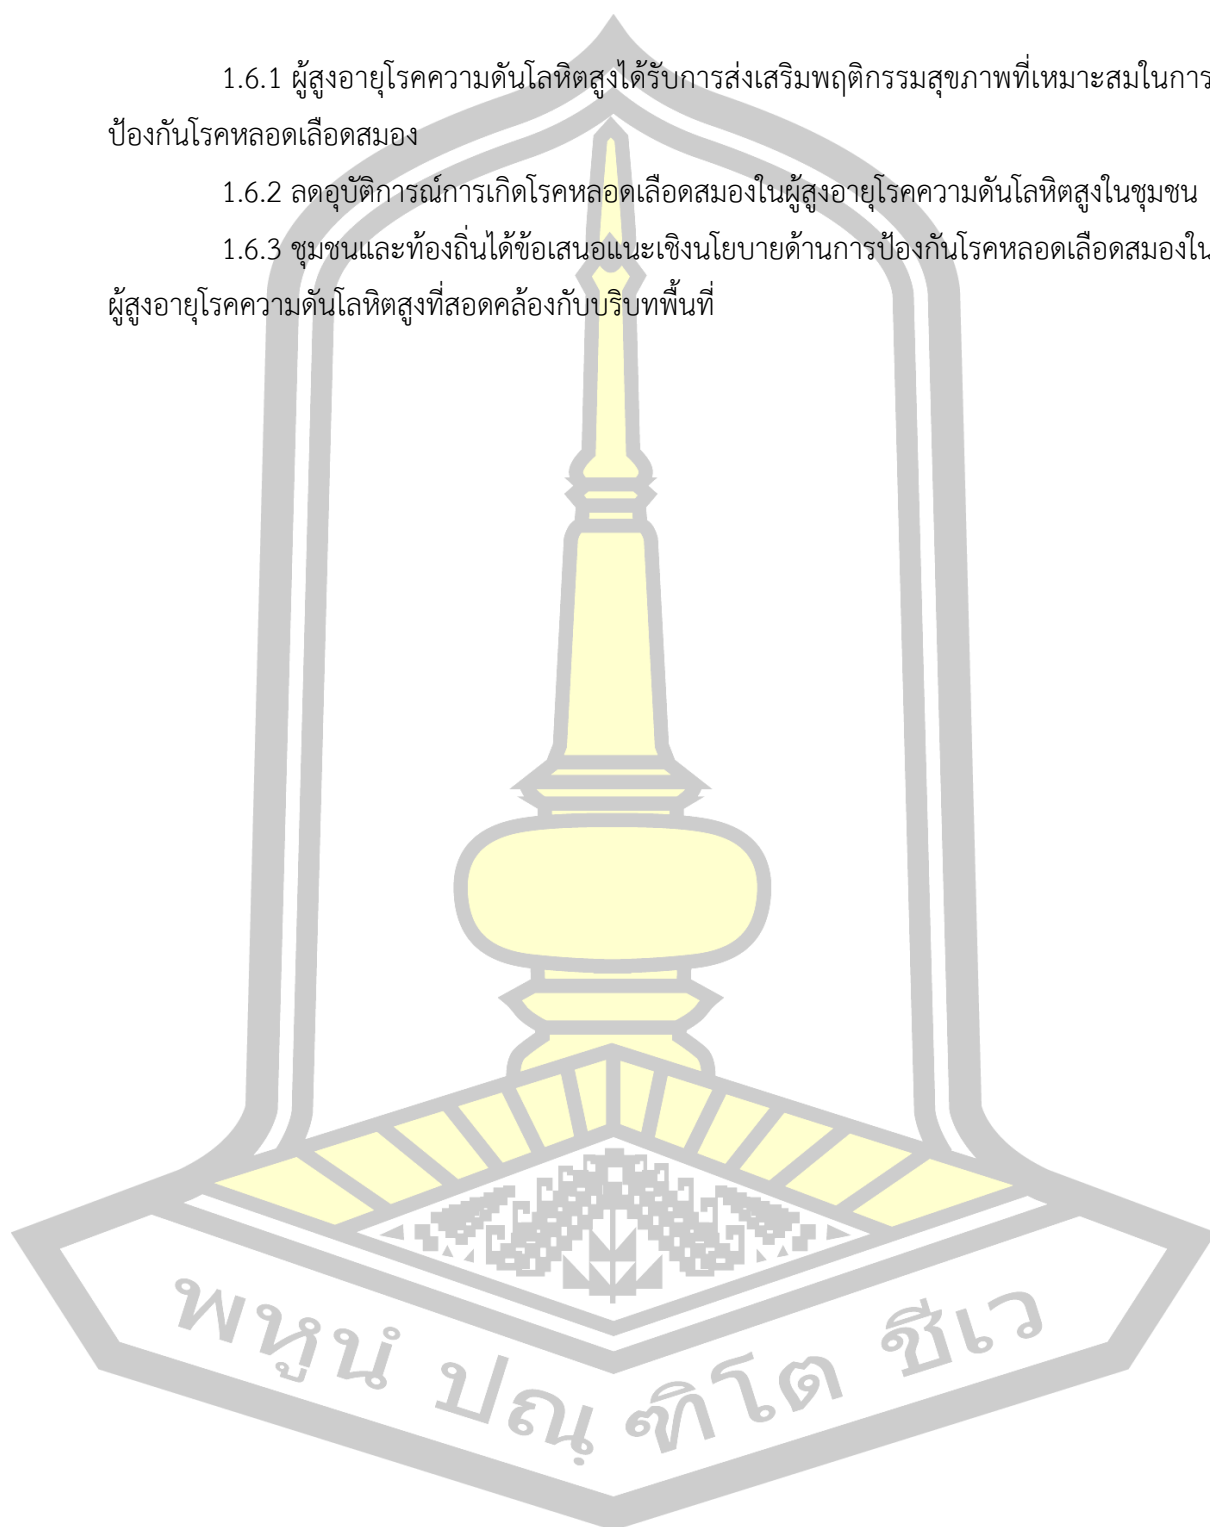 1.6.1 ผู้สูงอายุโรคความดันโลหิตสูงได้รับการส่งเสริมพฤติกรรมสุขภาพที่เหมาะสมในการ
ป้องกันโรคหลอดเลือดสมอง
1.6.2 ลดอุบัติการณ์การเกิดโรคหลอดเลือดสมองในผู้สูงอายุโรคความดันโลหิตสูงในชุมชน
1.6.3 ชุมชนและท้องถิ่นได้ข้อเสนอแนะเชิงนโยบายด้านการป้องกันโรคหลอดเลือดสมองใน
ผู้สูงอายุโรคความดันโลหิตสูงที่สอดคล้องกับบริบทพื้นที่
พหูนํ ปณฺฑิโต ชีเว